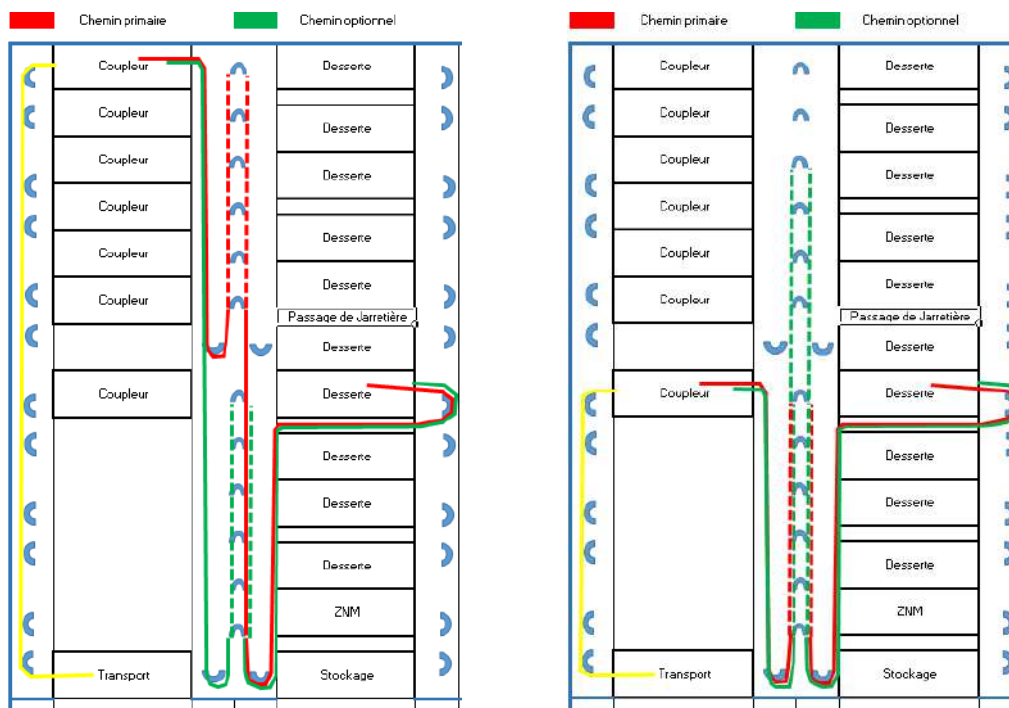 Chemin primaire Chemin optionnel
Coupleur Desserte
Coupleur Desserte
Coupleur Desserte
Coupleur Desserte
Coupleur Desserte
Coupleur
Passage de Jarretière
Desserte
Coupleur Desserte
Desserte
Desserte
Desserte
ZNM
Transport Stockage
Chemin primaire Chemin optionnel
Coupleur Desserte
Coupleur Desserte
Coupleur Desserte
Coupleur Desserte
Coupleur Desserte
Coupleur
Passage de Jarretière
Desserte
Coupleur Desserte
Desserte
Desserte
Desserte
ZNM
Transport Stockage